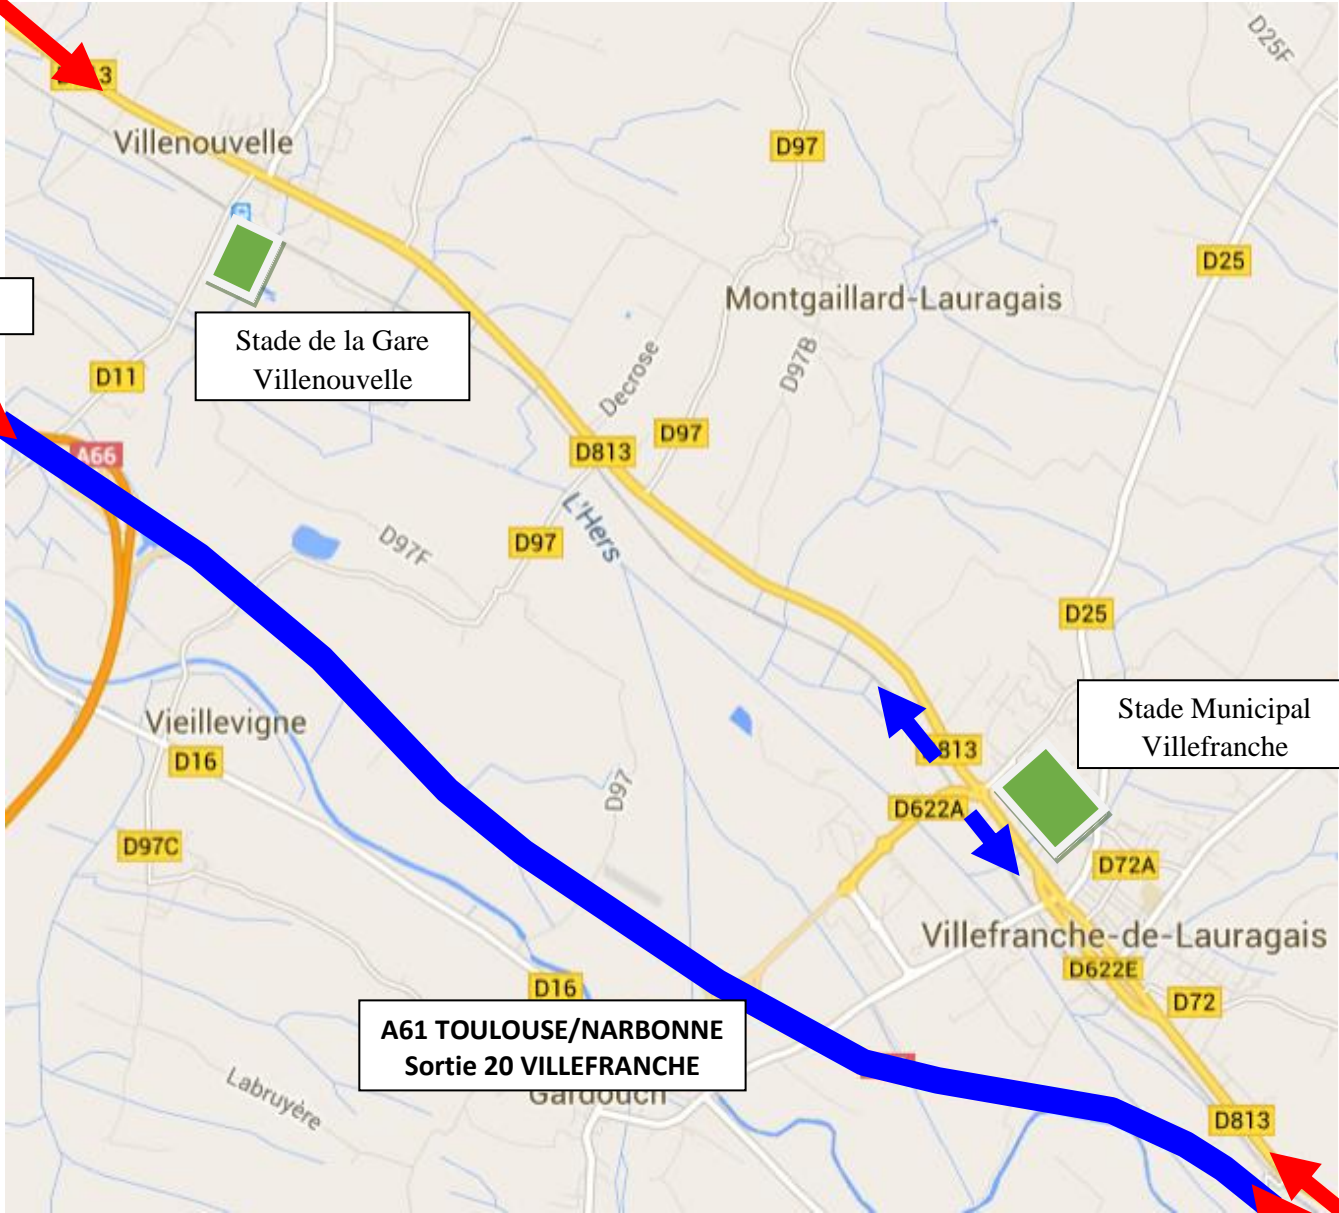 D25F
Villenouvelle
D97
D25
Montgaillard-Lauragais
Stade de la Gare
Villenouvelle
D11
Decrose
D97B
D97
D813
A66
L'Hers
D97F
D97
D25
Stade Municipal
Villefranche
Vieillevigne
D16
D97
D622A
D97C
D72A
Villefranche-de-Lauragais
D622E
D16
D72
A61 TOULOUSE/NARBONNE
Sortie 20 VILLEFRANCHE
Gardouch
Labruyère
D813